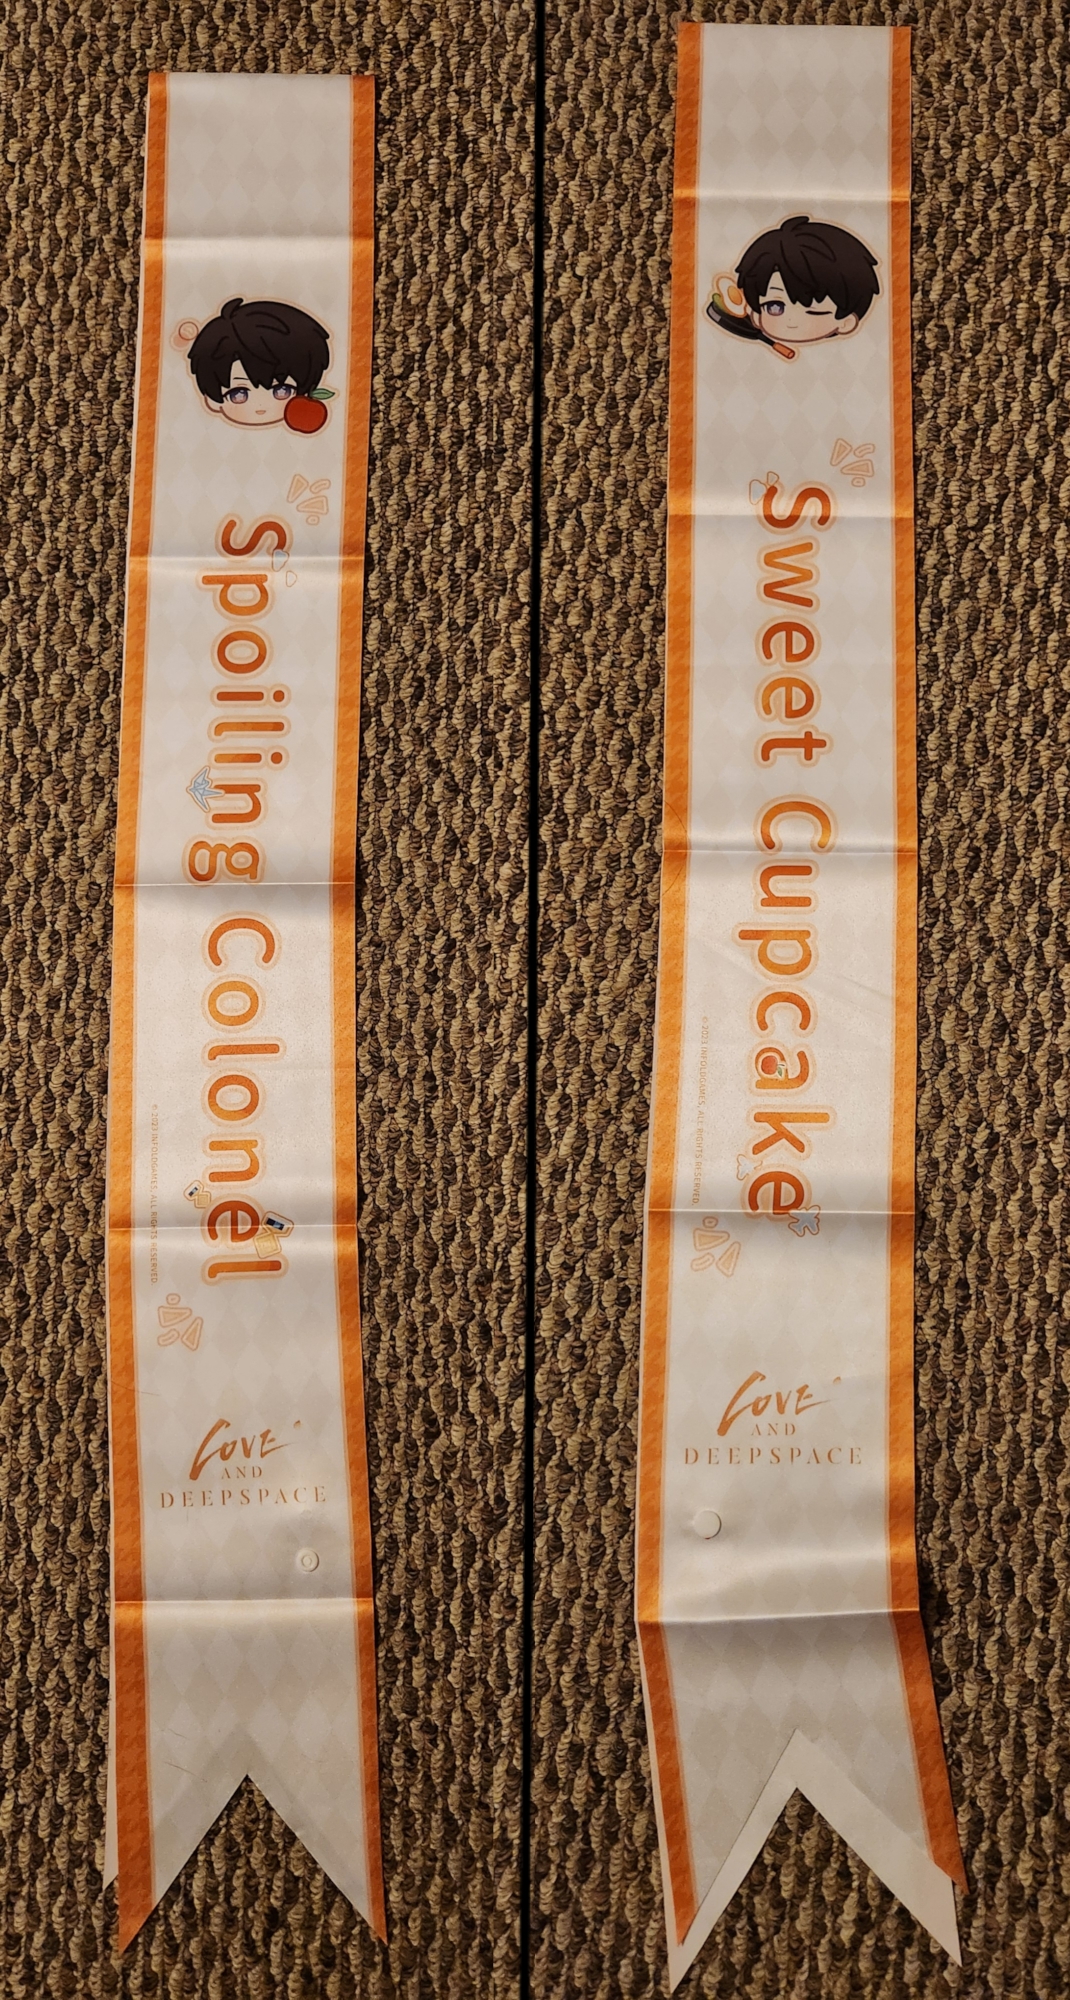 Spoiling Colonel
© 2023 INFOLDGAMES. ALL RIGHTS RESERVED.
LOVE
AND
DEEPSPACE
Sweet Cupcake
© 2023 INFOLDGAMES. ALL RIGHTS RESERVED.
LOVE
AND
DEEPSPACE